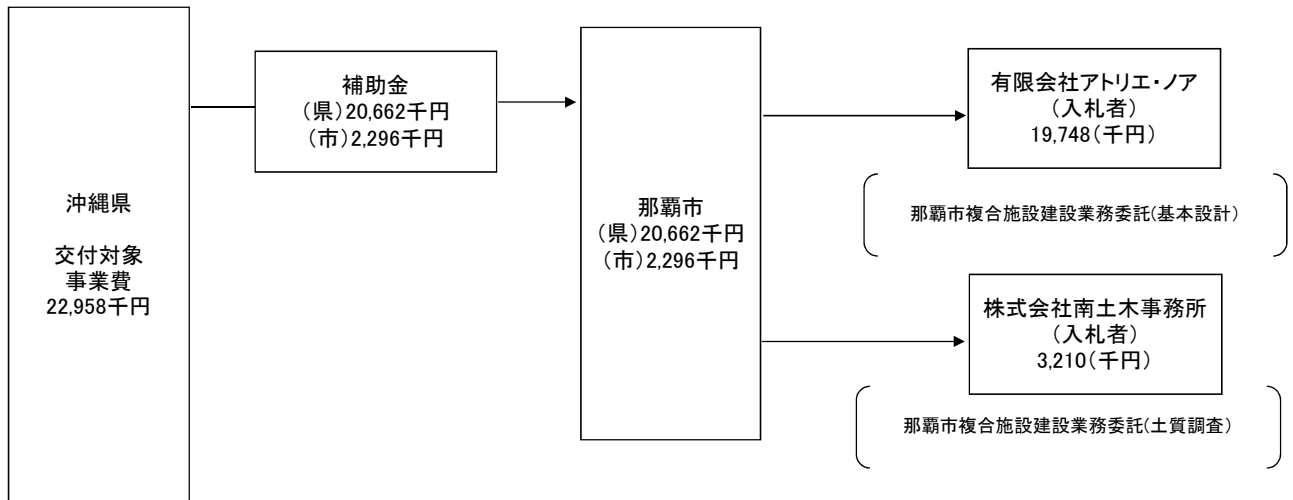 沖縄県
交付対象
事業費
22,958千円
補助金
(県)20,662千円
(市)2,296千円
那覇市
(県)20,662千円
(市)2,296千円
有限会社アトリエ・ノア
(入札者)
19,748(千円)
那覇市複合施設建設業務委託(基本設計)
株式会社南土木事務所
(入札者)
3,210(千円)
那覇市複合施設建設業務委託(土質調査)